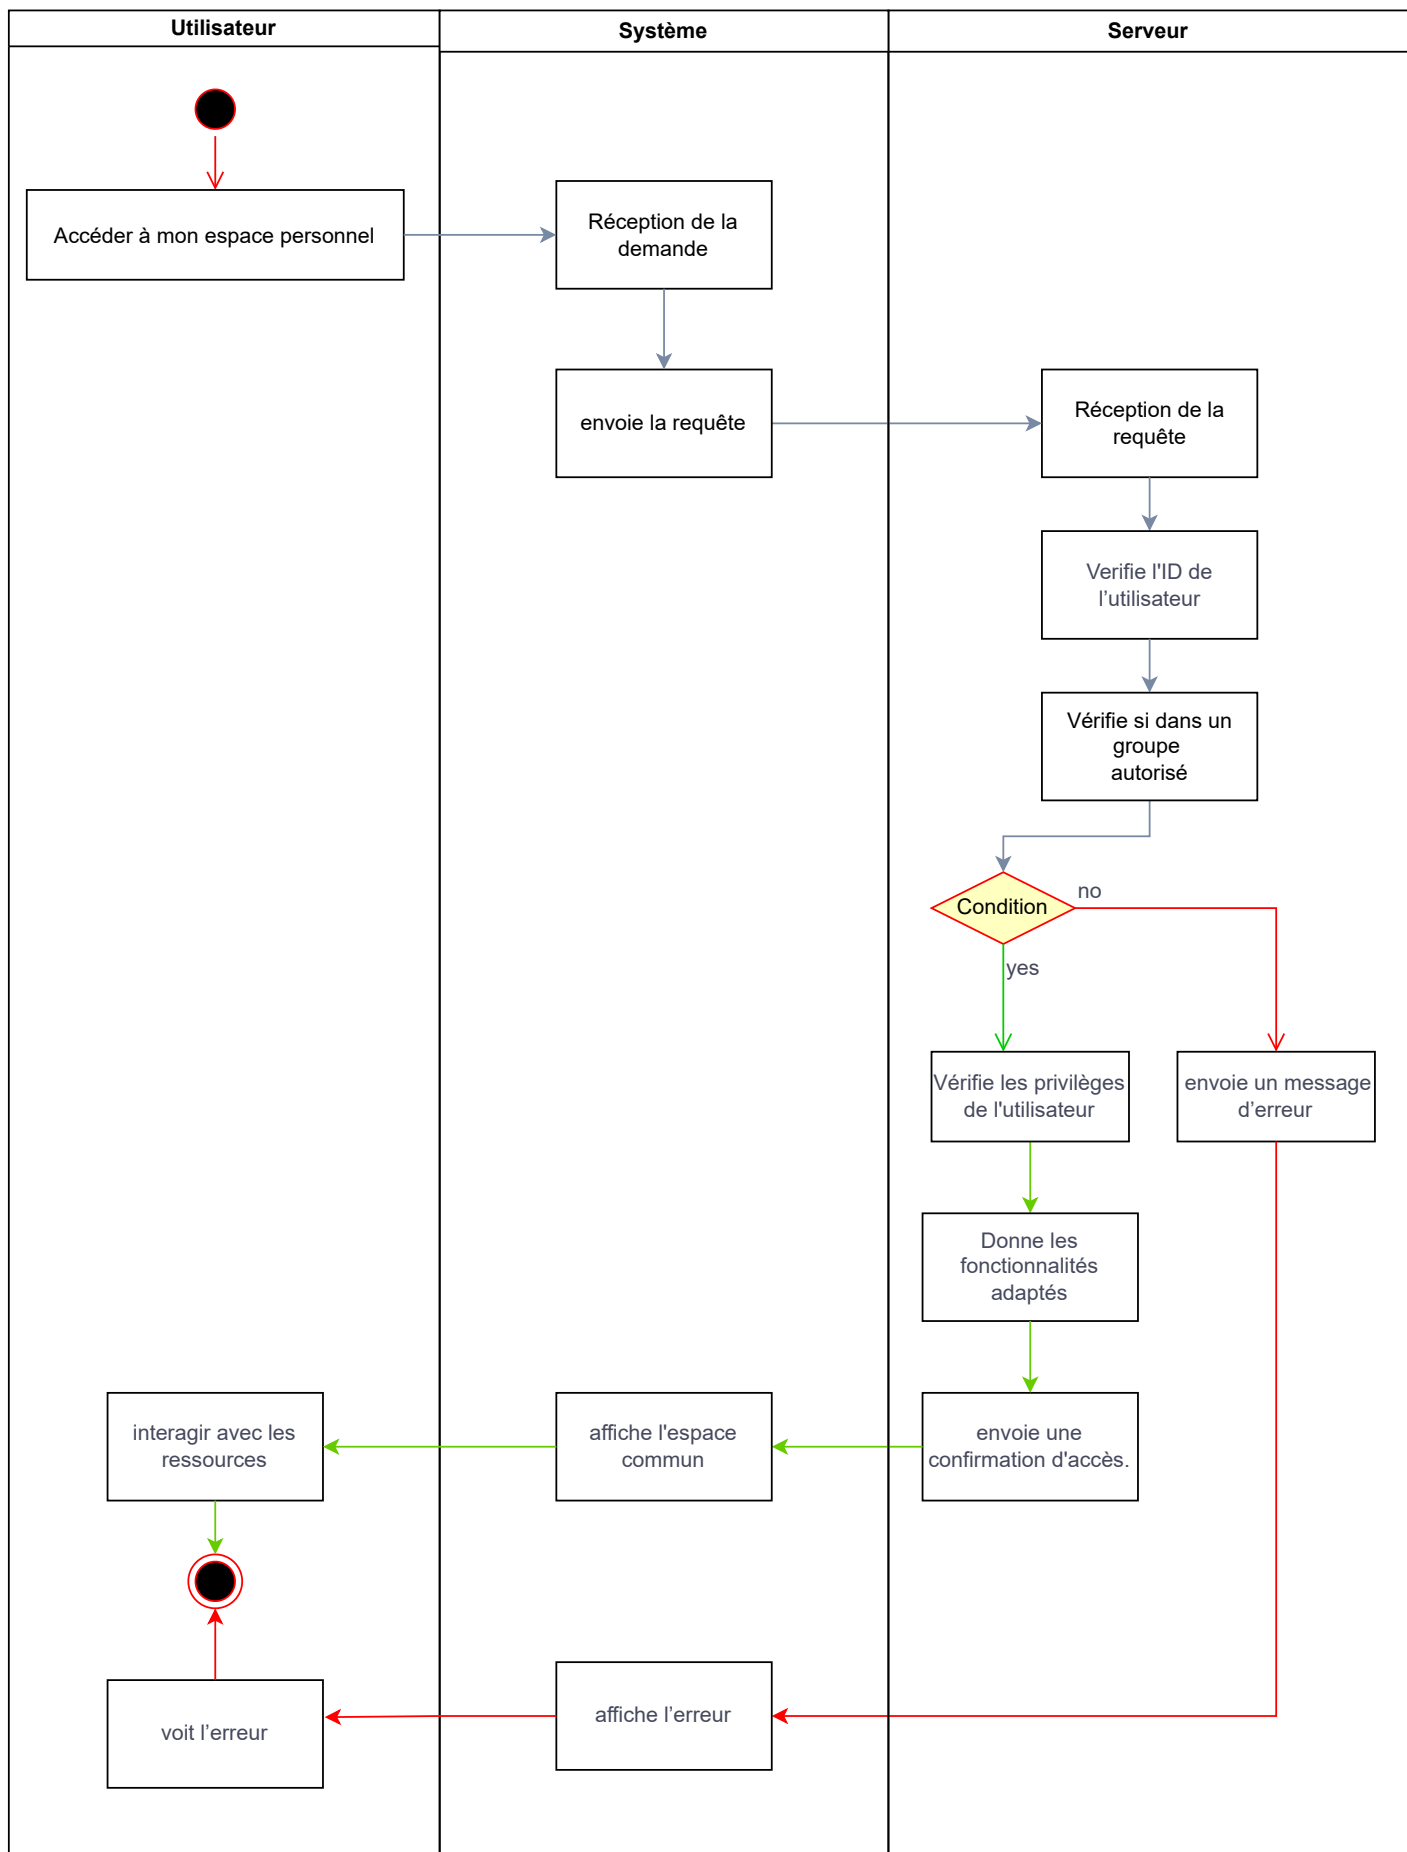 Utilisateur
Système
Serveur
Accéder à mon espace personnel
Réception de la
demande
envoie la requête
Réception de la
requête
Verifie l'ID de
l’utilisateur
Vérifie si dans un
groupe
autorisé
Condition
no
yes
Vérifie les privilèges
de l'utilisateur
envoie un message
d’erreur
Donne les
fonctionnalités
adaptés
interagir avec les
ressources
affiche l'espace
commun
envoie une
confirmation d'accès.
voit l’erreur
affiche l’erreur